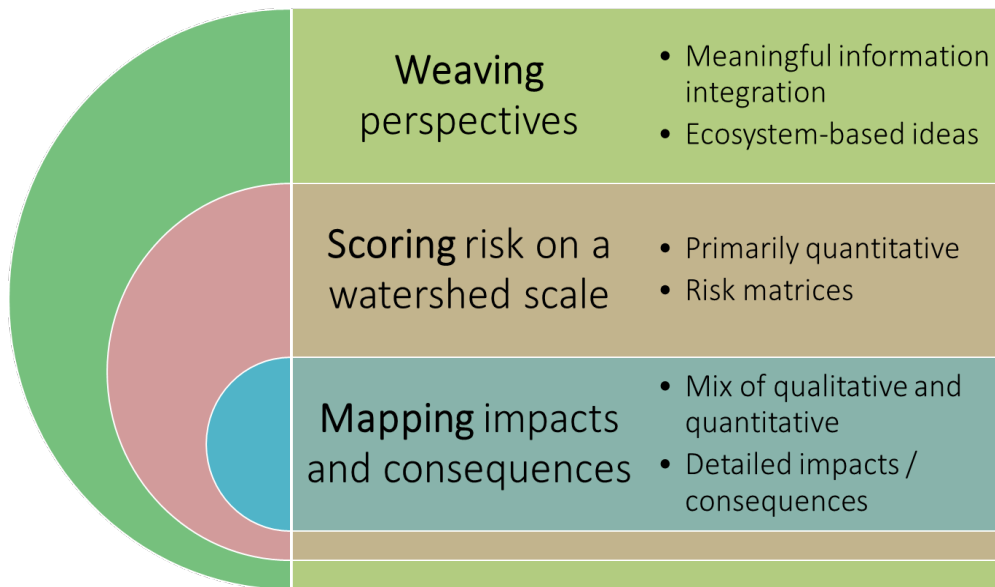 Weaving
perspectives
• Meaningful information
integration
• Ecosystem-based ideas
Scoring risk on a
watershed scale
• Primarily quantitative
• Risk matrices
Mapping impacts
and consequences
• Mix of qualitative and
quantitative
• Detailed impacts /
consequences